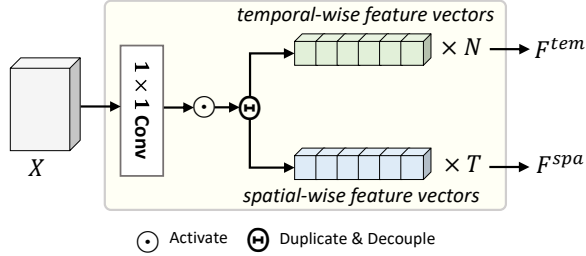 temporal-wise feature vectors
× N
F^{tem}
1 × 1 Conv
X
× T
F^{spa}
spatial-wise feature vectors
Activate
Duplicate & Decouple